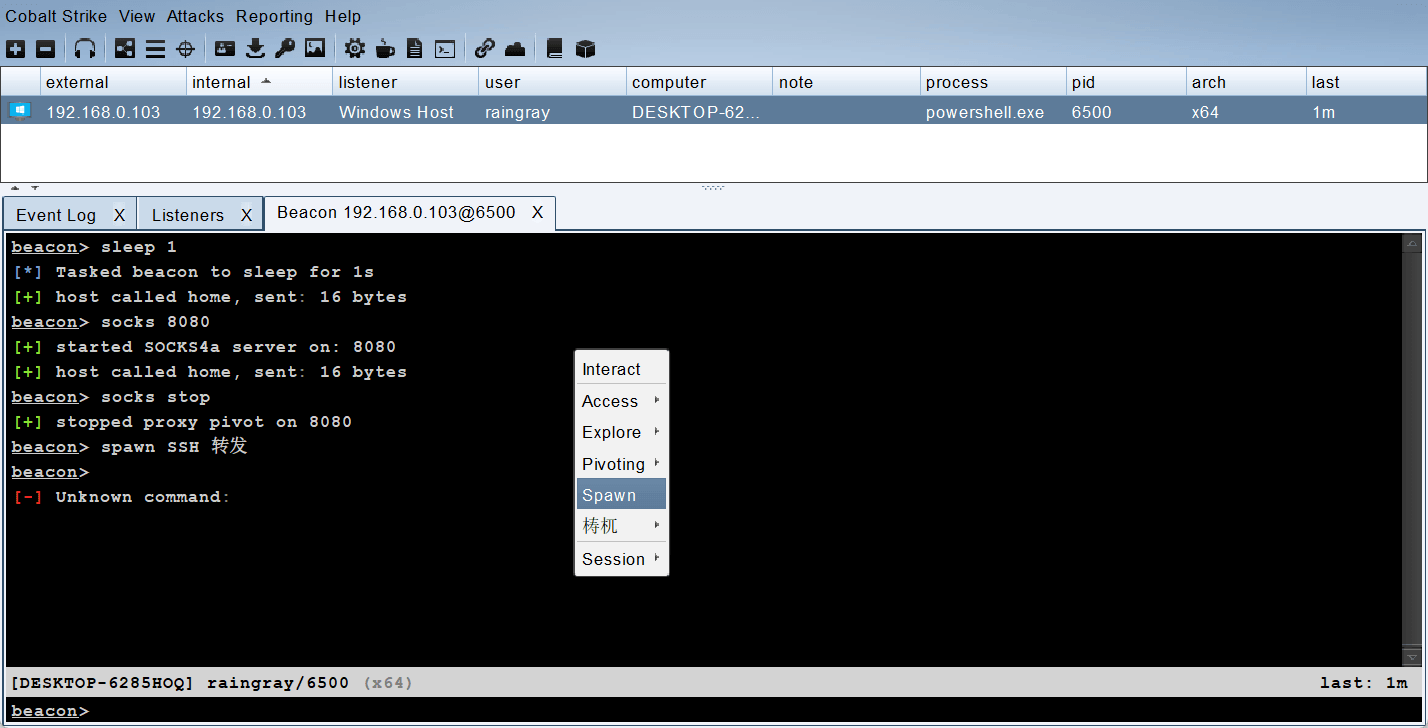 Cobalt Strike View Attacks Reporting Help
external internal listener user computer note process pid arch last
192.168.0.103 192.168.0.103 Windows Host raingray DESKTOP-62... powershell.exe 6500 x64 1m
Event Log X Listeners X Beacon 192.168.0.103@6500 X
beacon> sleep 1
[*] Tasked beacon to sleep for 1s
[+] host called home, sent: 16 bytes
beacon> socks 8080
[+] started SOCKS4a server on: 8080
[+] host called home, sent: 16 bytes
beacon> socks stop
[+] stopped proxy pivot on 8080
beacon> spawn SSH 转发
beacon>
[-] Unknown command:
Interact
Access
Explore
Pivoting
Spawn
梼杌
Session
[DESKTOP-6285HOQ] raingray/6500 (x64) last: 1m
beacon>